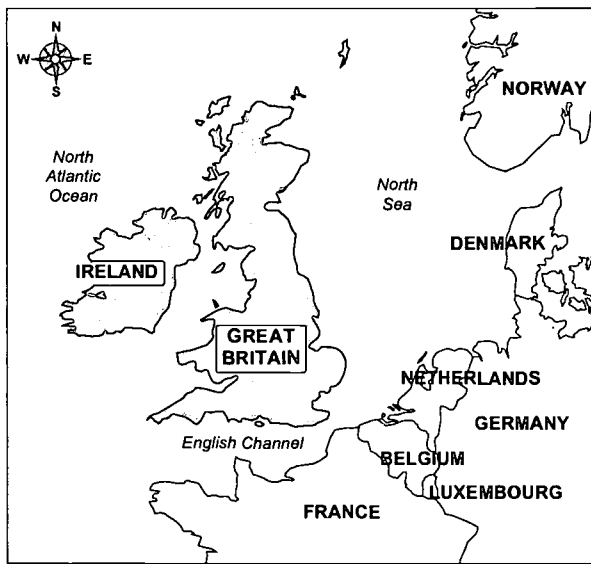 N
W E
S
NORWAY
North
Atlantic
Ocean
North
Sea
DENMARK
IRELAND
GREAT
BRITAIN
NETHERLANDS
GERMANY
English Channel
BELGIUM
LUXEMBOURG
FRANCE